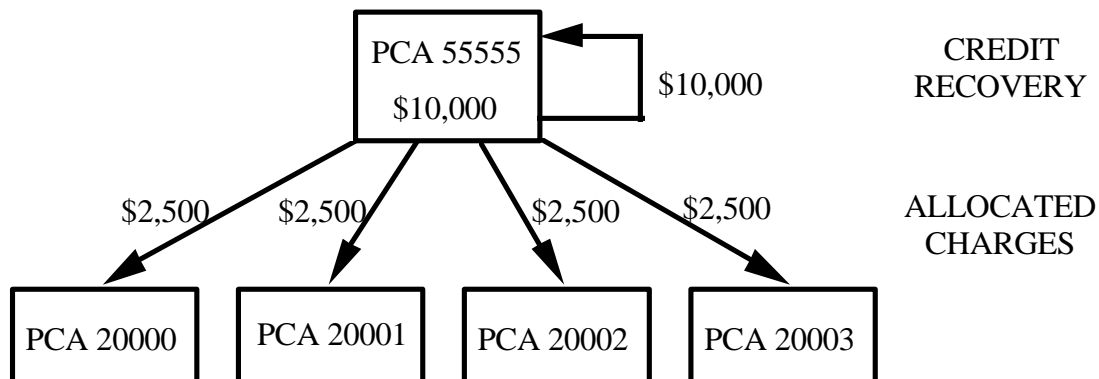 PCA 55555
$10,000
$10,000
CREDIT
RECOVERY
$2,500
$2,500
$2,500
$2,500
ALLOCATED
CHARGES
PCA 20000
PCA 20001
PCA 20002
PCA 20003